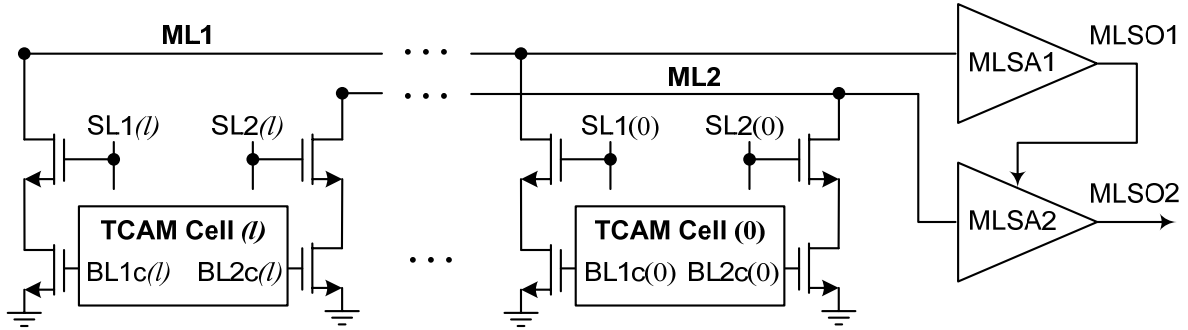 ML1
MLSO1
MLSA1
ML2
SL1(l) SL2(l) SL1(0) SL2(0)
MLSO2
MLSA2
TCAM Cell (l) TCAM Cell (0)
BL1c(l) BL2c(l) BL1c(0) BL2c(0)